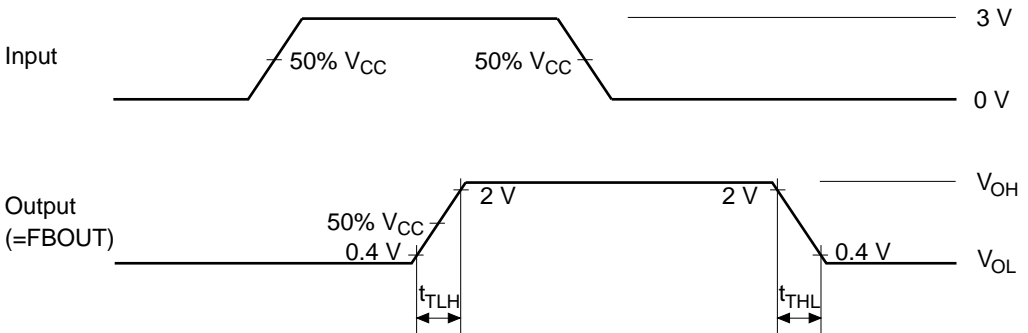 3 V
Input
50% VCC
50% VCC
0 V
2 V
2 V
VOH
Output
(=FBOUT)
50% VCC
0.4 V
0.4 V
VOL
tTLH
tTHL